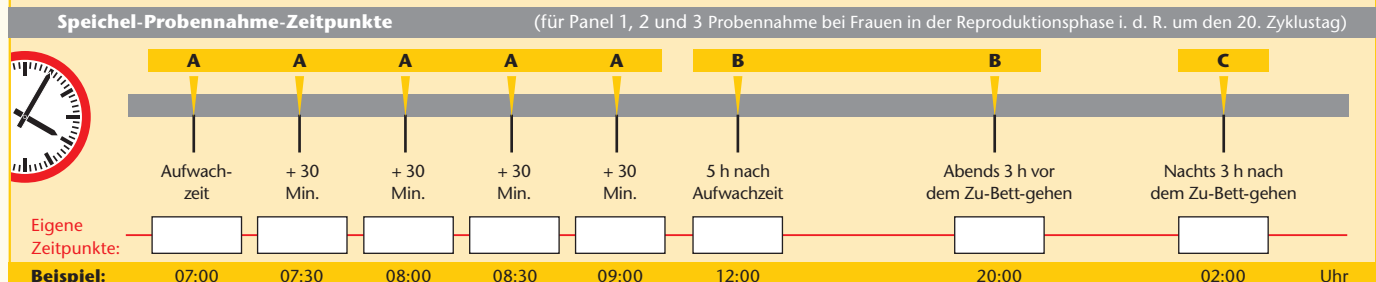 Speichel-Probennahme-Zeitpunkte (für Panel 1, 2 und 3 Probennahme bei Frauen in der Reproduktionsphase i. d. R. um den 20. Zyklustag)
A A A A A B B C
Aufwach- + 30 + 30 + 30 + 30 5 h nach Abends 3 h vor Nachts 3 h nach
zeit Min. Min. Min. Min. Aufwachzeit dem Zu-Bett-gehen dem Zu-Bett-gehen
Eigene
Zeitpunkte:
Beispiel: 07:00 07:30 08:00 08:30 09:00 12:00 20:00 02:00 Uhr